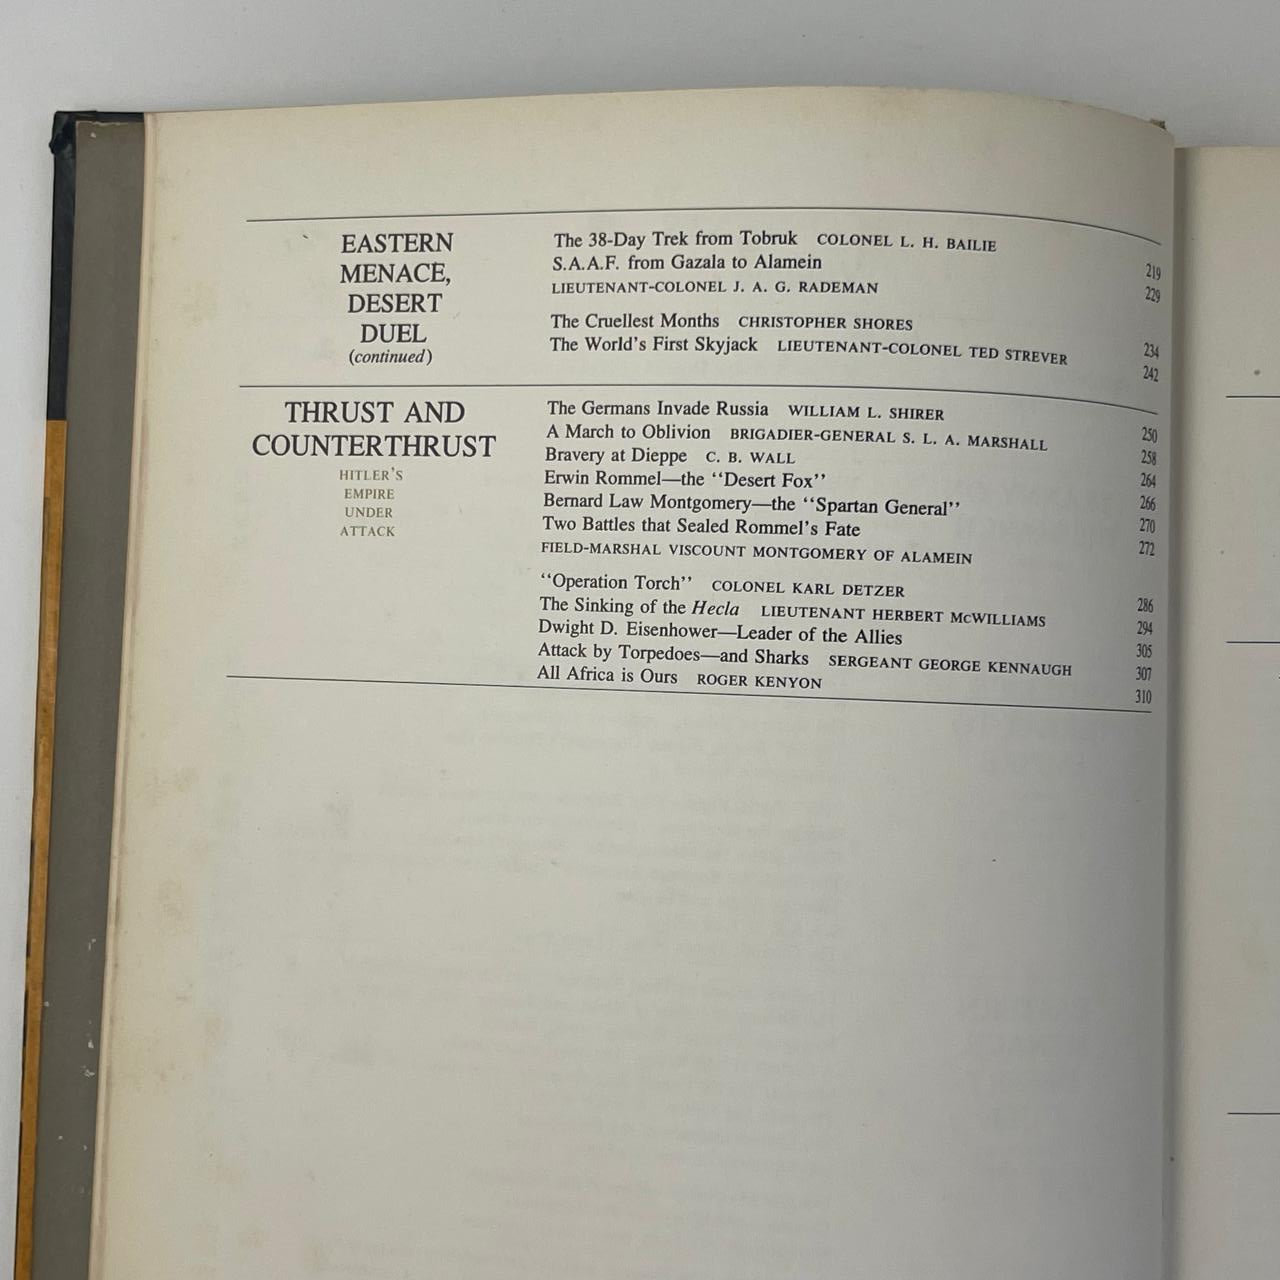 EASTERN
MENACE,
DESERT
DUEL
(continued)
The 38-Day Trek from Tobruk COLONEL L. H. BAILIE 219
S.A.A.F. from Gazala to Alamein 229
LIEUTENANT-COLONEL J. A. G. RADEMAN
The Cruellest Months CHRISTOPHER SHORES 234
The World's First Skyjack LIEUTENANT-COLONEL TED STREVER 242
THRUST AND
COUNTERTHRUST
HITLER'S
EMPIRE
UNDER
ATTACK
The Germans Invade Russia WILLIAM L. SHIRER 250
A March to Oblivion BRIGADIER-GENERAL S. L. A. MARSHALL 258
Bravery at Dieppe C. B. WALL 264
Erwin Rommel—the “Desert Fox” 266
Bernard Law Montgomery—the “Spartan General” 270
Two Battles that Sealed Rommel's Fate 272
FIELD-MARSHAL VISCOUNT MONTGOMERY OF ALAMEIN
“Operation Torch” COLONEL KARL DETZER 286
The Sinking of the Hecla LIEUTENANT HERBERT McWILLIAMS 294
Dwight D. Eisenhower—Leader of the Allies 305
Attack by Torpedoes—and Sharks SERGEANT GEORGE KENNAUGH 307
All Africa is Ours ROGER KENYON 310